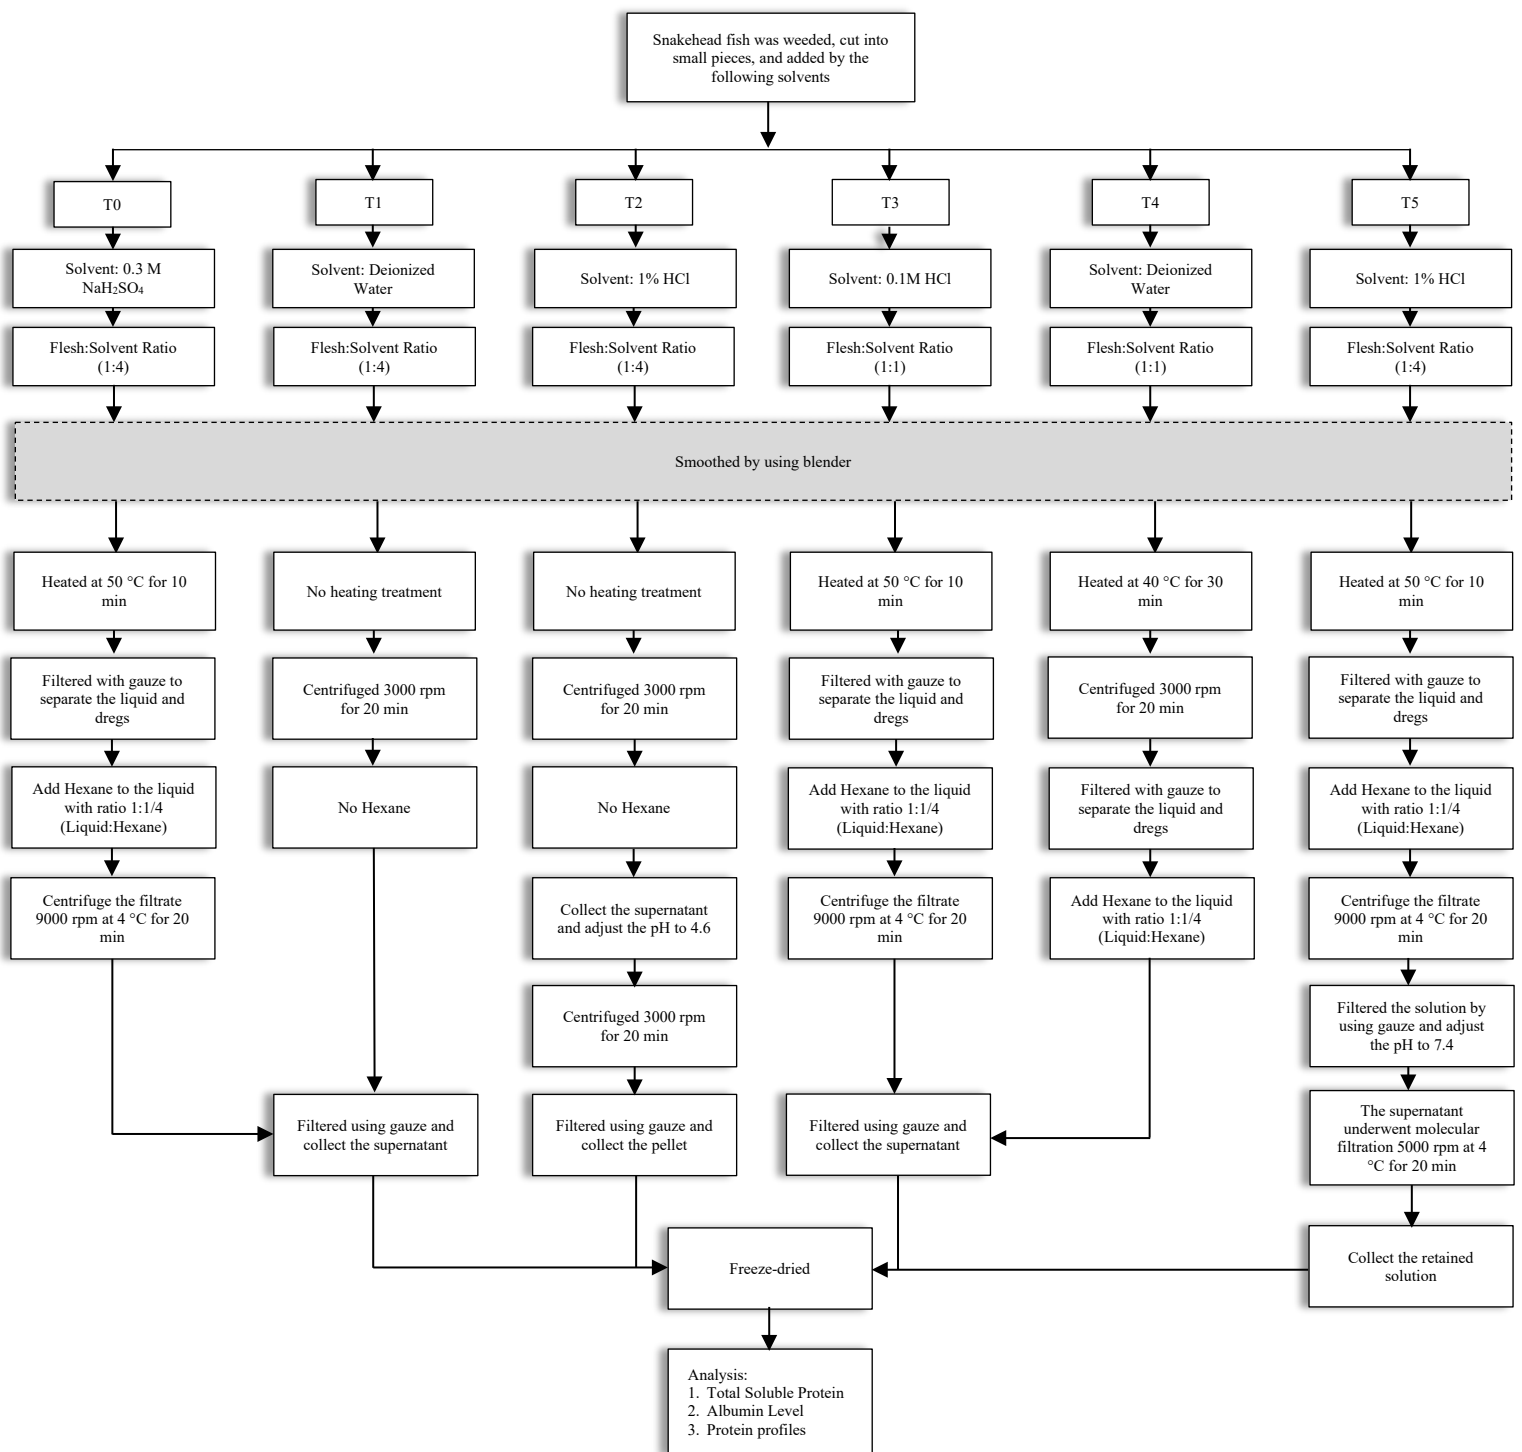 Snakehead fish was weeded, cut into
small pieces, and added by the
following solvents
T0
T1
T2
T3
T4
T5
Solvent: 0.3 M
NaH₂SO₄
Solvent: Deionized
Water
Solvent: 1% HCl
Solvent: 0.1M HCl
Solvent: Deionized
Water
Solvent: 1% HCl
Flesh:Solvent Ratio
(1:4)
Flesh:Solvent Ratio
(1:4)
Flesh:Solvent Ratio
(1:4)
Flesh:Solvent Ratio
(1:1)
Flesh:Solvent Ratio
(1:1)
Flesh:Solvent Ratio
(1:4)
Smoothed by using blender
Heated at 50 °C for 10
min
No heating treatment
No heating treatment
Heated at 50 °C for 10
min
Heated at 40 °C for 30
min
Heated at 50 °C for 10
min
Filtered with gauze to
separate the liquid and
dregs
Centrifuged 3000 rpm
for 20 min
Centrifuged 3000 rpm
for 20 min
Filtered with gauze to
separate the liquid and
dregs
Centrifuged 3000 rpm
for 20 min
Filtered with gauze to
separate the liquid and
dregs
Add Hexane to the liquid
with ratio 1:1/4
(Liquid:Hexane)
No Hexane
No Hexane
Add Hexane to the liquid
with ratio 1:1/4
(Liquid:Hexane)
Filtered with gauze to
separate the liquid and
dregs
Add Hexane to the liquid
with ratio 1:1/4
(Liquid:Hexane)
Centrifuge the filtrate
9000 rpm at 4 °C for 20
min
Collect the supernatant
and adjust the pH to 4.6
Centrifuge the filtrate
9000 rpm at 4 °C for 20
min
Add Hexane to the liquid
with ratio 1:1/4
(Liquid:Hexane)
Centrifuge the filtrate
9000 rpm at 4 °C for 20
min
Centrifuged 3000 rpm
for 20 min
Filtered the solution by
using gauze and adjust
the pH to 7.4
Filtered using gauze and
collect the supernatant
Filtered using gauze and
collect the pellet
Filtered using gauze and
collect the supernatant
The supernatant
underwent molecular
filtration 5000 rpm at 4
°C for 20 min
Freeze-dried
Collect the retained
solution
Analysis:
1. Total Soluble Protein
2. Albumin Level
3. Protein profiles